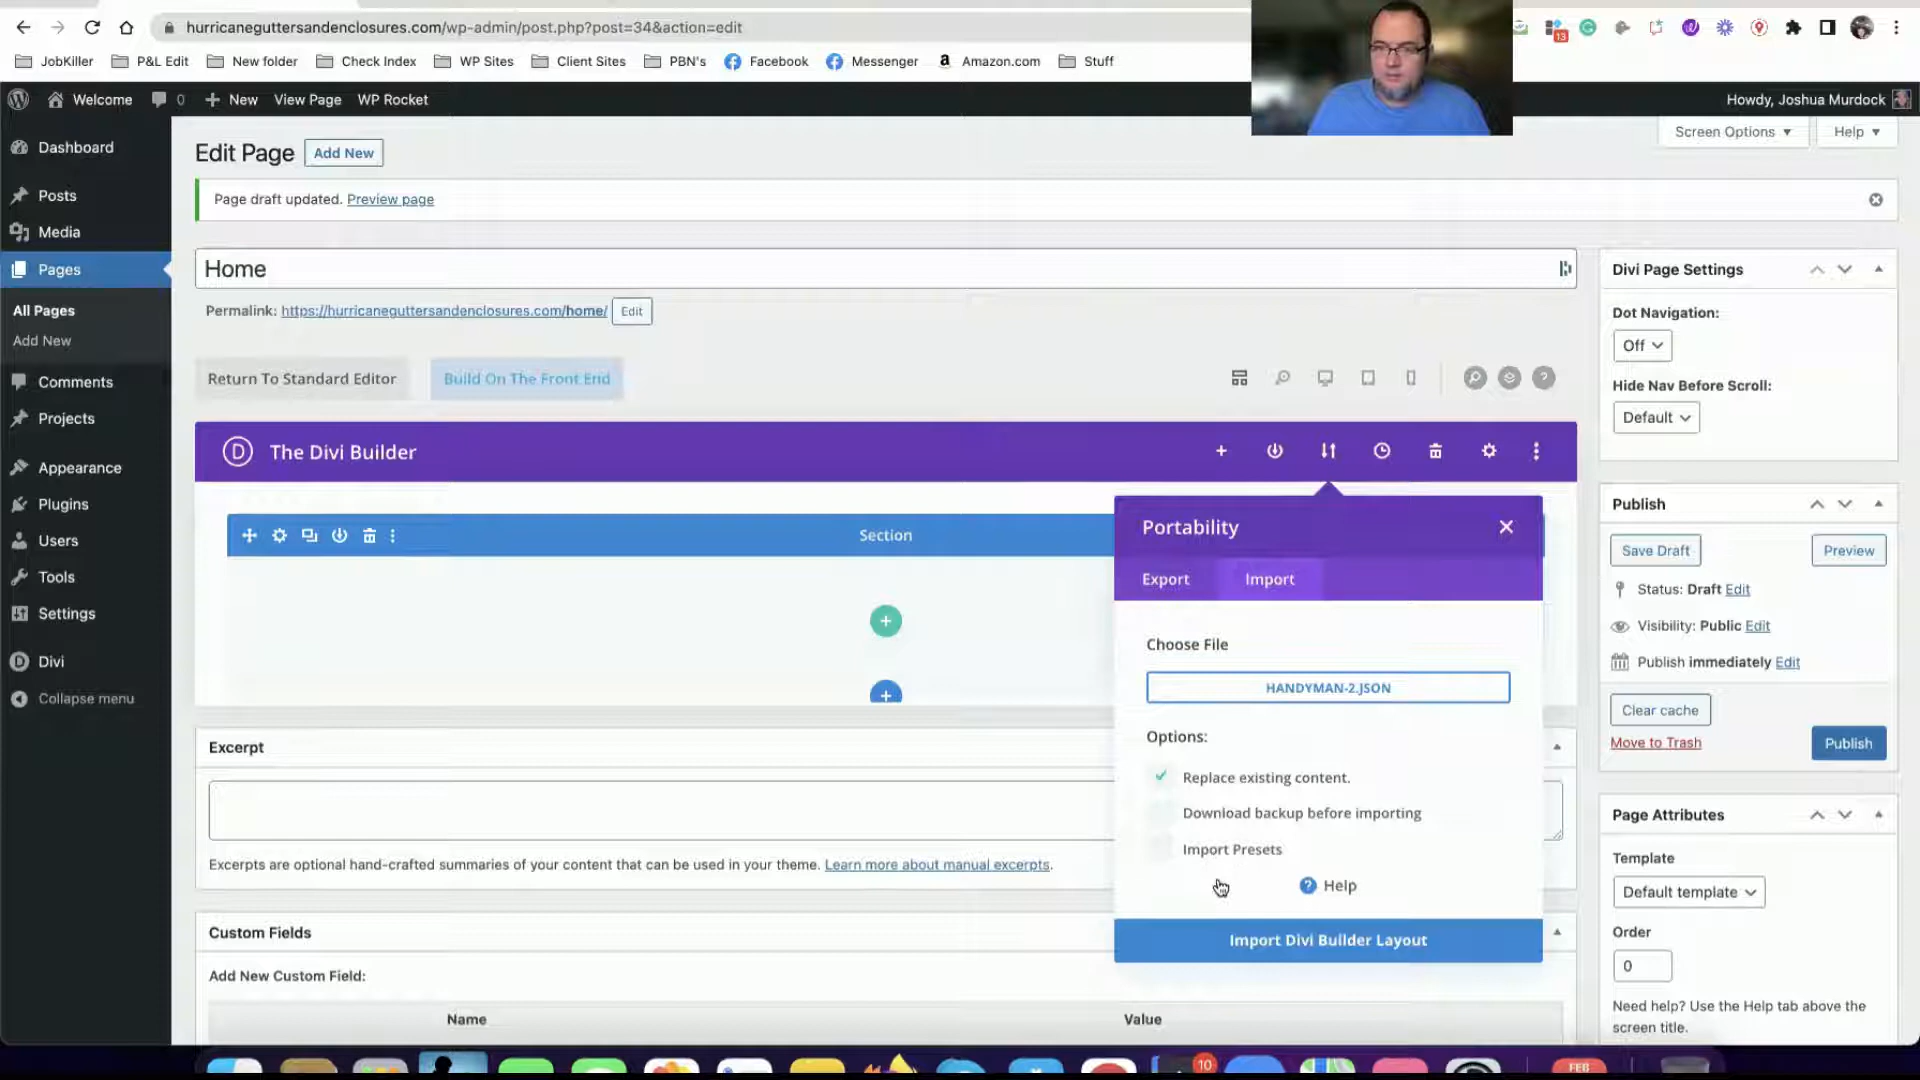 hurricaneguttersandenclosures.com/wp-admin/post.php?post=34&action=edit
13
JobKiller
P&L Edit
New folder
Check Index
WP Sites
Client Sites
PBN's
Facebook
Messenger
Amazon.com
Stuff
Welcome
0
New
View Page
WP Rocket
Howdy, Joshua Murdock
Dashboard
Posts
Media
Pages
All Pages
Add New
Comments
Projects
Appearance
Plugins
Users
Tools
Settings
Divi
Collapse menu
Edit Page
Add New
Screen Options
Help
Page draft updated. Preview page
Home
Permalink: https://hurricaneguttersandenclosures.com/home/
Edit
Return To Standard Editor
Build On The Front End
The Divi Builder
Section
Portability
Export
Import
Choose File
HANDYMAN-2.JSON
Options:
Replace existing content.
Download backup before importing
Import Presets
Help
Import Divi Builder Layout
Excerpt
Excerpts are optional hand-crafted summaries of your content that can be used in your theme. Learn more about manual excerpts.
Custom Fields
Add New Custom Field:
Name
Value
Divi Page Settings
Dot Navigation:
Off
Hide Nav Before Scroll:
Default
Publish
Save Draft
Preview
Status: Draft Edit
Visibility: Public Edit
Publish immediately Edit
Clear cache
Move to Trash
Publish
Page Attributes
Template
Default template
Order
0
Need help? Use the Help tab above the
screen title.
10
FEB